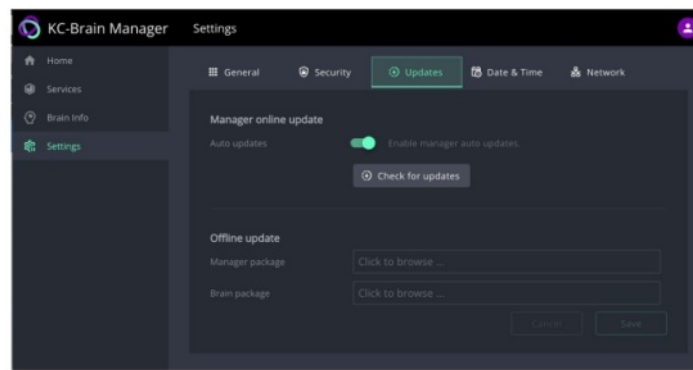 KC-Brain Manager Settings
Home
Services
Brain Info
Settings
General Security Updates Date & Time Network
Manager online update
Auto updates Enable manager auto updates.
Check for updates
Offline update
Manager package Click to browse ...
Brain package Click to browse ...
Cancel Save